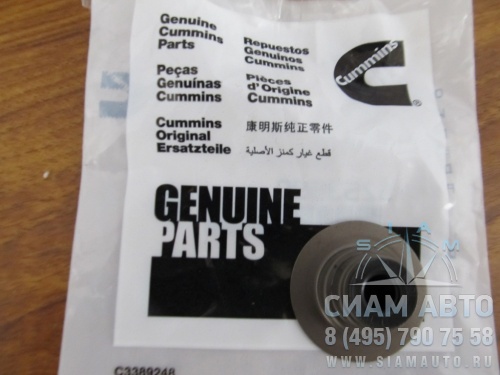 Genuine
Cummins
Parts
Repuestos
Genuinos
Cummins
Cummins
®
Peças
Genuínas
Cummins
Pièces
d'Origine
Cummins
Cummins
Original
Ersatzteile
康明斯纯正零件
قطع غيار كمنز الأصلية
GENUINE
PARTS
SIAM
СИАМ АВТО
8 (495) 790 75 58
WWW.SIAMAUTO.RU
C3389248